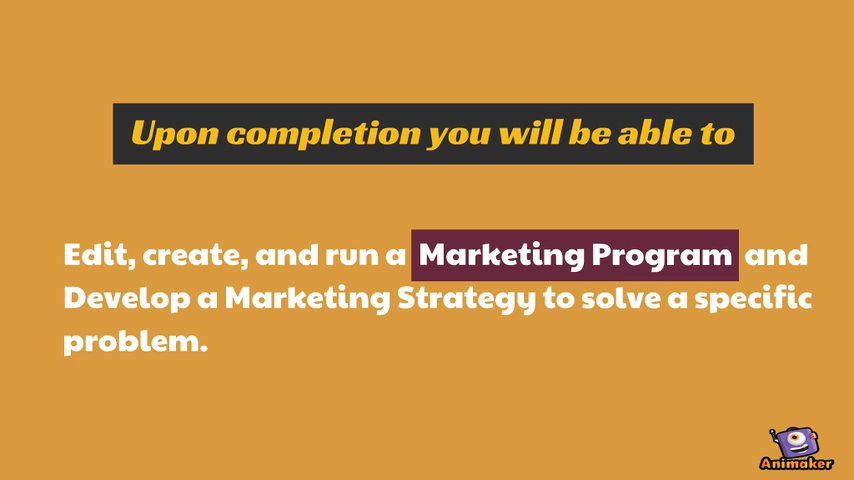 Upon completion you will be able to
Edit, create, and run a Marketing Program and
Develop a Marketing Strategy to solve a specific
problem.
Animaker